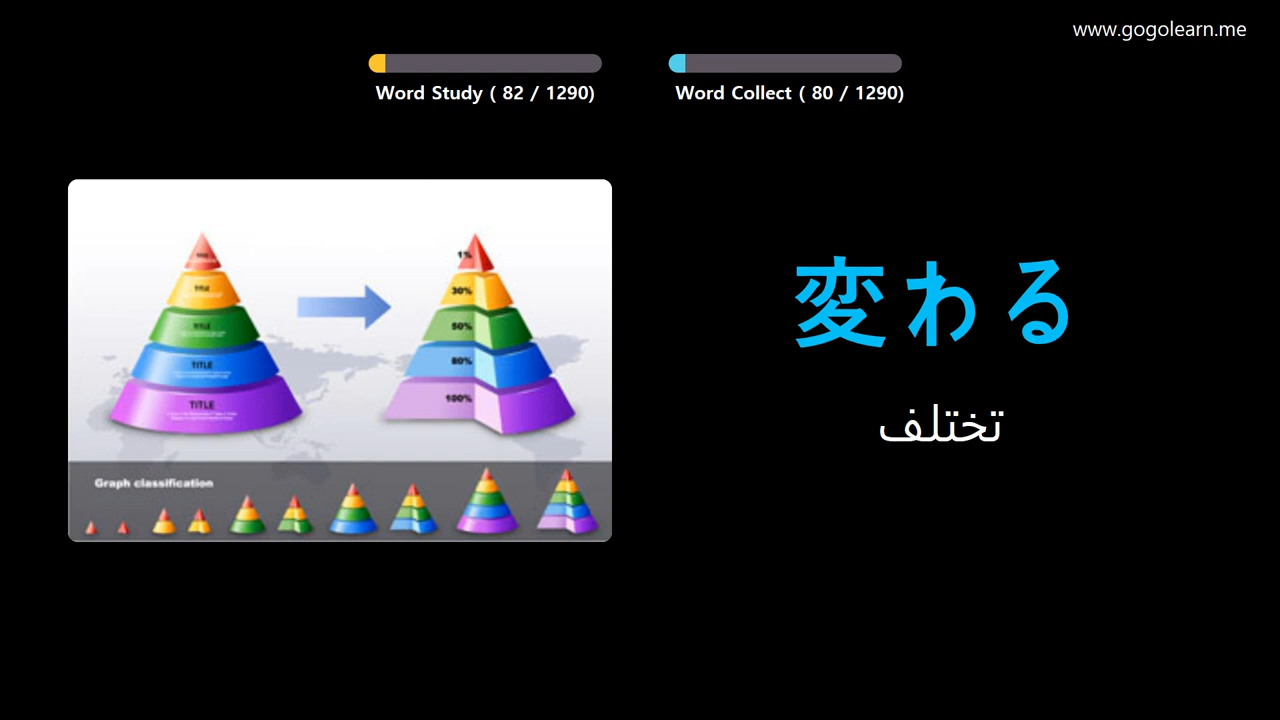 www.gogolearn.me
Word Study ( 82 / 1290)
Word Collect ( 80 / 1290)
変わる
تختلف
TITLE
TITLE
TITLE
TITLE
1%
30%
50%
80%
100%
Graph classification